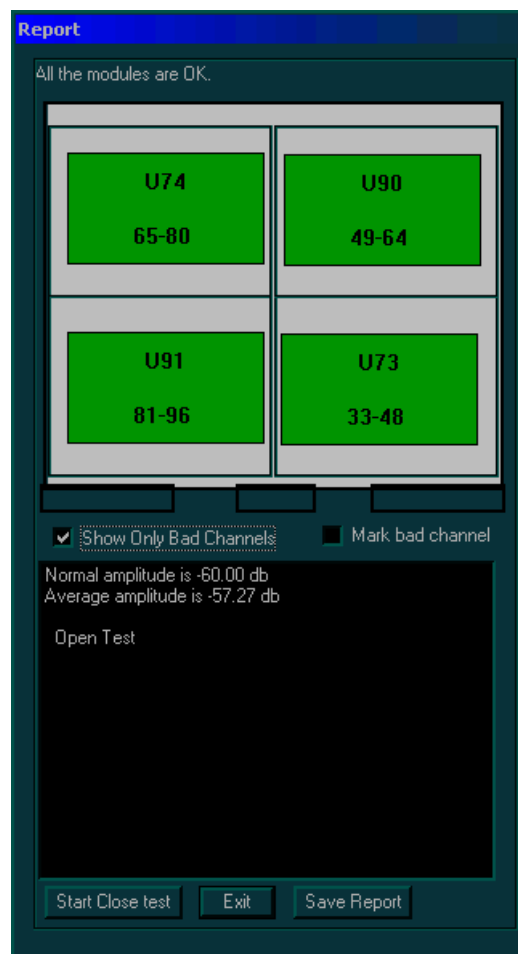 Report
All the modules are OK.
U74
65-80
U90
49-64
U91
81-96
U73
33-48
Show Only Bad Channels
Mark bad channel
Normal amplitude is -60.00 db
Average amplitude is -57.27 db
Open Test
Start Close test
Exit
Save Report